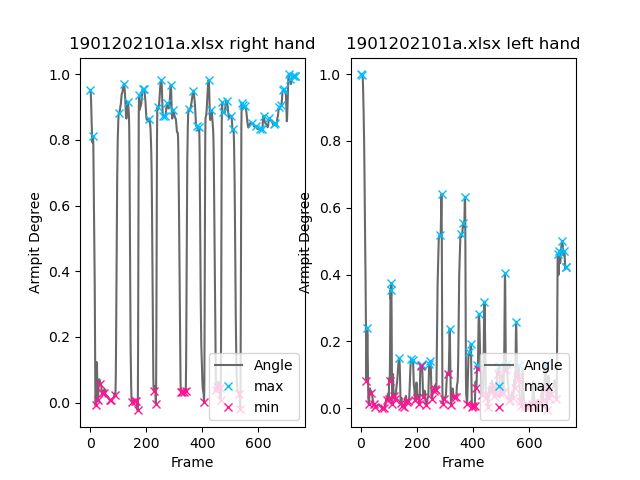 1901202101a.xlsx right hand
1.0
0.8
0.6
0.4
0.2
0.0
Armpit Degree
0
200
400
600
Frame
Angle
max
min
1901202101a.xlsx left hand
1.0
0.8
0.6
0.4
0.2
0.0
Armpit Degree
0
200
400
600
Frame
Angle
max
min